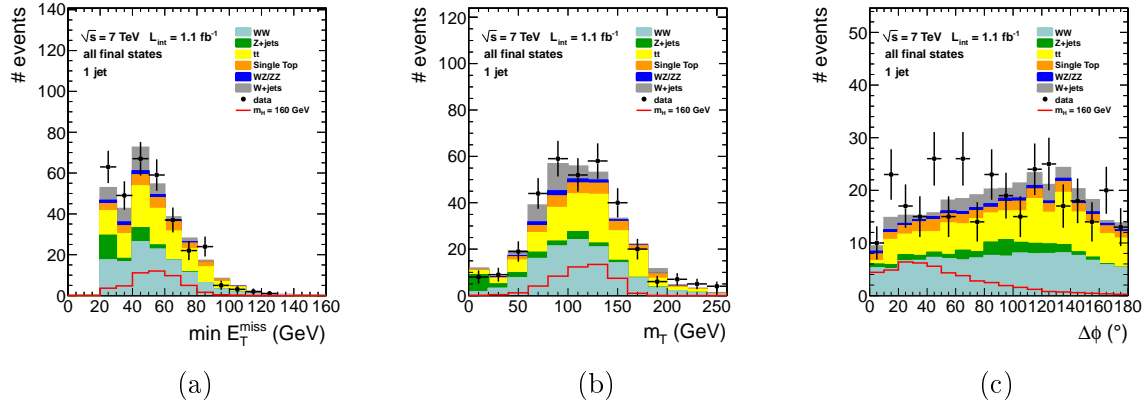 # events
140
120
100
80
60
40
20
0
√s = 7 TeV L_int = 1.1 fb⁻¹
all final states
1 jet
WW
Z+jets
tt
Single Top
WZ/ZZ
W+jets
data
m_H = 160 GeV
0 20 40 60 80 100 120 140 160
min E_T^miss (GeV)
(a)
# events
120
100
80
60
40
20
0
√s = 7 TeV L_int = 1.1 fb⁻¹
all final states
1 jet
WW
Z+jets
tt
Single Top
WZ/ZZ
W+jets
data
m_H = 160 GeV
0 50 100 150 200 250
m_T (GeV)
(b)
# events
50
40
30
20
10
0
√s = 7 TeV L_int = 1.1 fb⁻¹
all final states
1 jet
WW
Z+jets
tt
Single Top
WZ/ZZ
W+jets
data
m_H = 160 GeV
0 20 40 60 80 100 120 140 160 180
Δϕ (°)
(c)